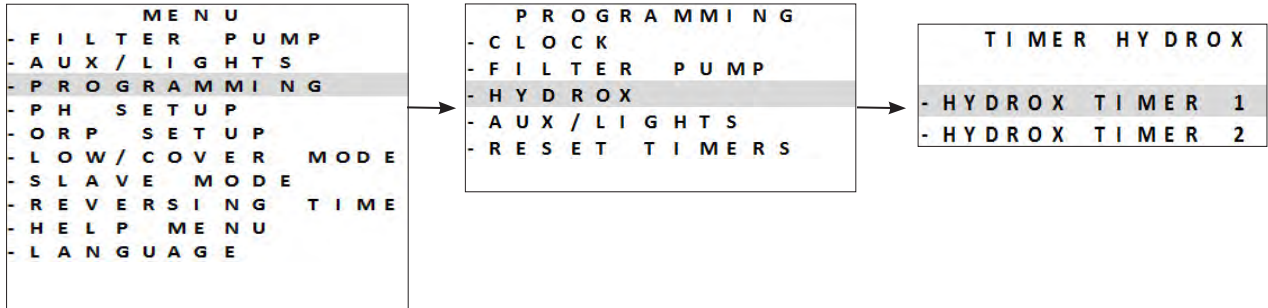 MENU
- FILTER PUMP
- AUX/LIGHTS
- PROGRAMMING
- PH SETUP
- ORP SETUP
- LOW/COVER MODE
- SLAVE MODE
- REVERSING TIME
- HELP MENU
- LANGUAGE
PROGRAMMING
- CLOCK
- FILTER PUMP
- HYDROX
- AUX/LIGHTS
- RESET TIMERS
TIMER HYDROX
- HYDROX TIMER 1
- HYDROX TIMER 2